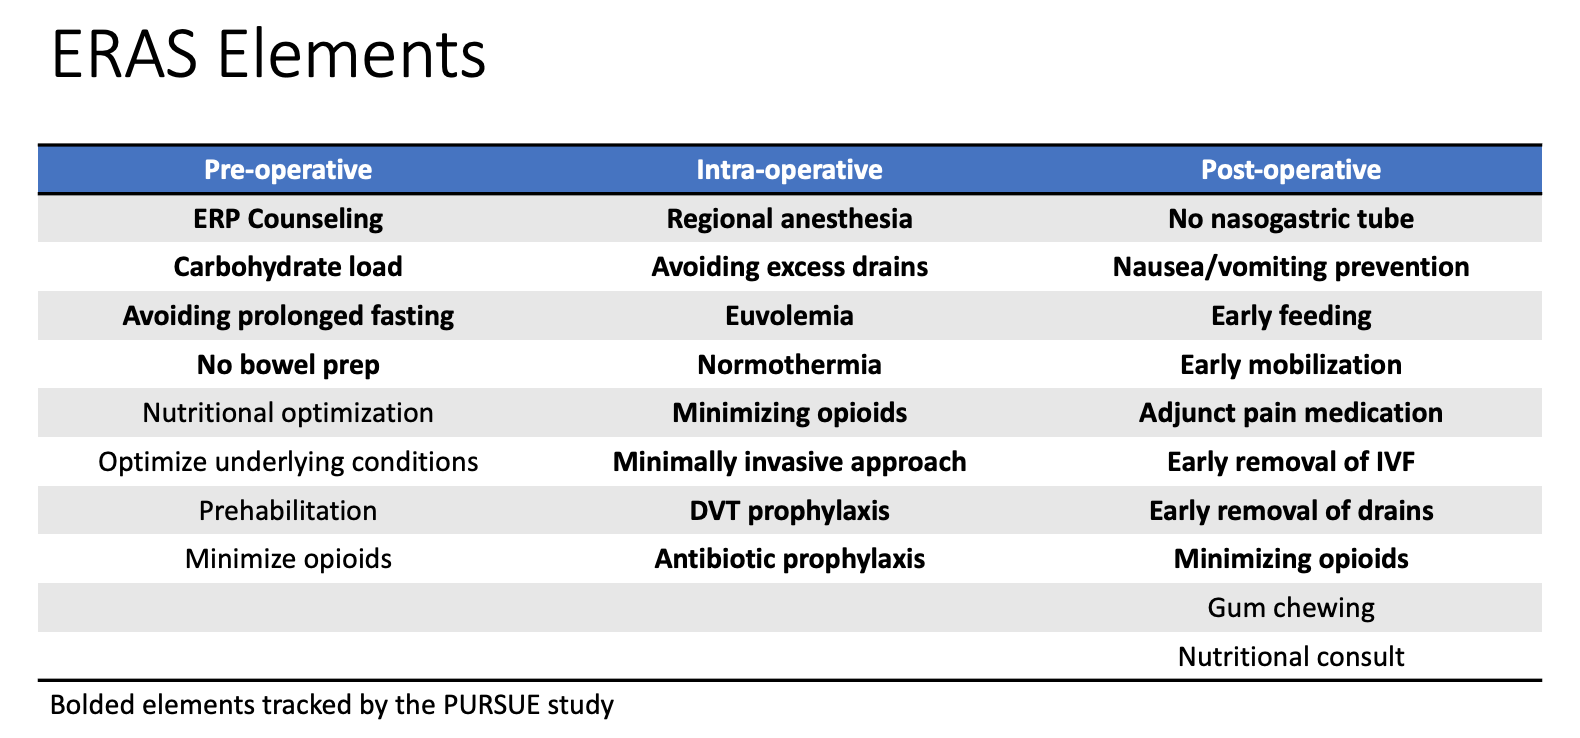 ERAS Elements
Pre-operative Intra-operative Post-operative
ERP Counseling Regional anesthesia No nasogastric tube
Carbohydrate load Avoiding excess drains Nausea/vomiting prevention
Avoiding prolonged fasting Euvolemia Early feeding
No bowel prep Normothermia Early mobilization
Nutritional optimization Minimizing opioids Adjunct pain medication
Optimize underlying conditions Minimally invasive approach Early removal of IVF
Prehabilitation DVT prophylaxis Early removal of drains
Minimize opioids Antibiotic prophylaxis Minimizing opioids
Gum chewing
Nutritional consult
Bolded elements tracked by the PURSUE study